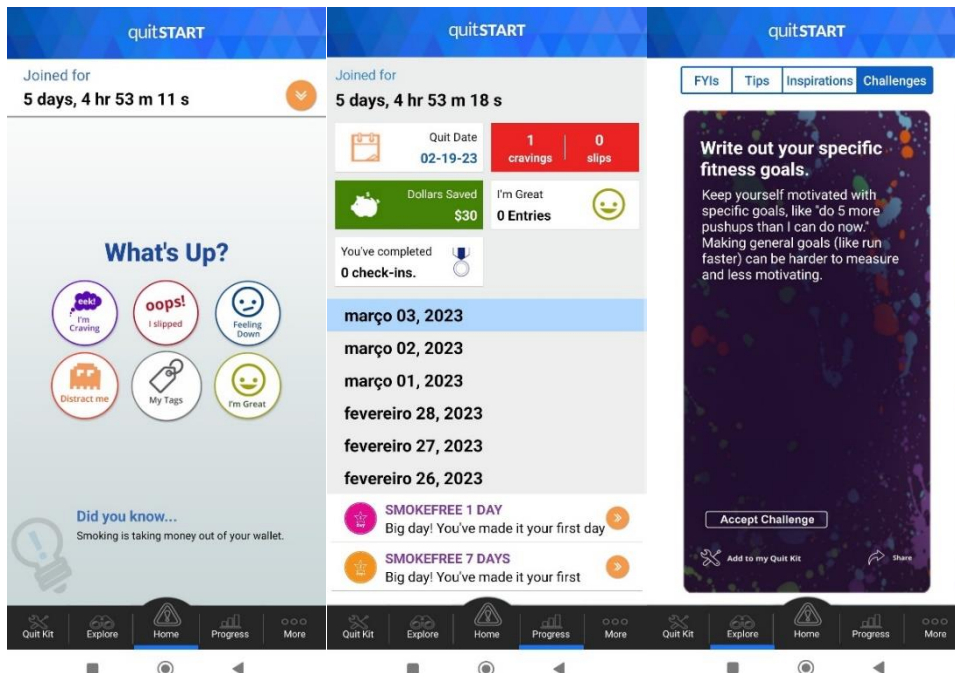 quitSTART
Joined for
5 days, 4 hr 53 m 11 s
What's Up?
eek!
I'm
Craving
oops!
I slipped
Feeling
Down
Distract me
My Tags
I'm Great
Did you know...
Smoking is taking money out of your wallet.
Quit Kit
Explore
Home
Progress
More
quitSTART
Joined for
5 days, 4 hr 53 m 18 s
Quit Date
02-19-23
1
cravings
0
slips
Dollars Saved
$30
I'm Great
0 Entries
You've completed
0 check-ins.
março 03, 2023
março 02, 2023
março 01, 2023
fevereiro 28, 2023
fevereiro 27, 2023
fevereiro 26, 2023
SMOKEFREE 1 DAY
Big day! You've made it your first day
SMOKEFREE 7 DAYS
Big day! You've made it your first
Quit Kit
Explore
Home
Progress
More
quitSTART
FYIs
Tips
Inspirations
Challenges
Write out your specific
fitness goals.
Keep yourself motivated with
specific goals, like "do 5 more
pushups than I can do now."
Making general goals (like run
faster) can be harder to measure
and less motivating.
Accept Challenge
Add to my Quit Kit
Share
Quit Kit
Explore
Home
Progress
More